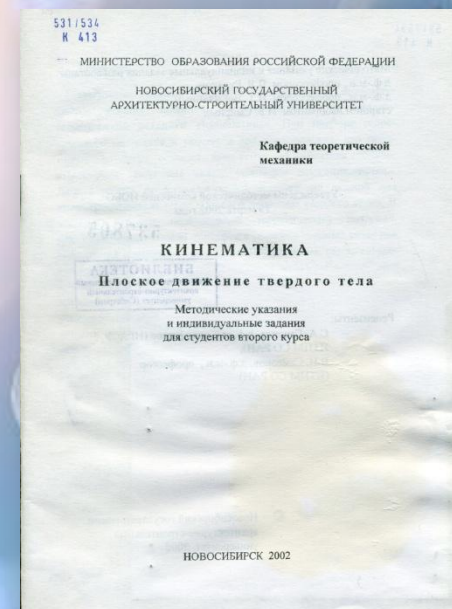 531/534
К 413
МИНИСТЕРСТВО ОБРАЗОВАНИЯ РОССИЙСКОЙ ФЕДЕРАЦИИ
НОВОСИБИРСКИЙ ГОСУДАРСТВЕННЫЙ
АРХИТЕКТУРНО-СТРОИТЕЛЬНЫЙ УНИВЕРСИТЕТ
Кафедра теоретической
механики
КИНЕМАТИКА
БИБЛИОТЕКА
Плоское движение твердого тела
Методические указания
и индивидуальные задания
для студентов второго курса
НОВОСИБИРСК 2002